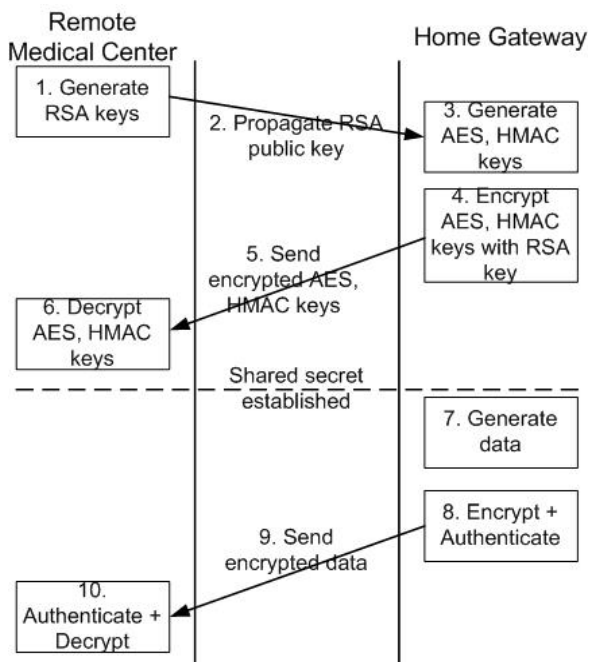 Remote
Medical Center
Home Gateway
1. Generate
RSA keys
2. Propagate RSA
public key
3. Generate
AES, HMAC
keys
4. Encrypt
AES, HMAC
keys with RSA
key
5. Send
encrypted AES,
HMAC keys
6. Decrypt
AES, HMAC
keys
Shared secret
established
7. Generate
data
8. Encrypt +
Authenticate
9. Send
encrypted data
10.
Authenticate +
Decrypt